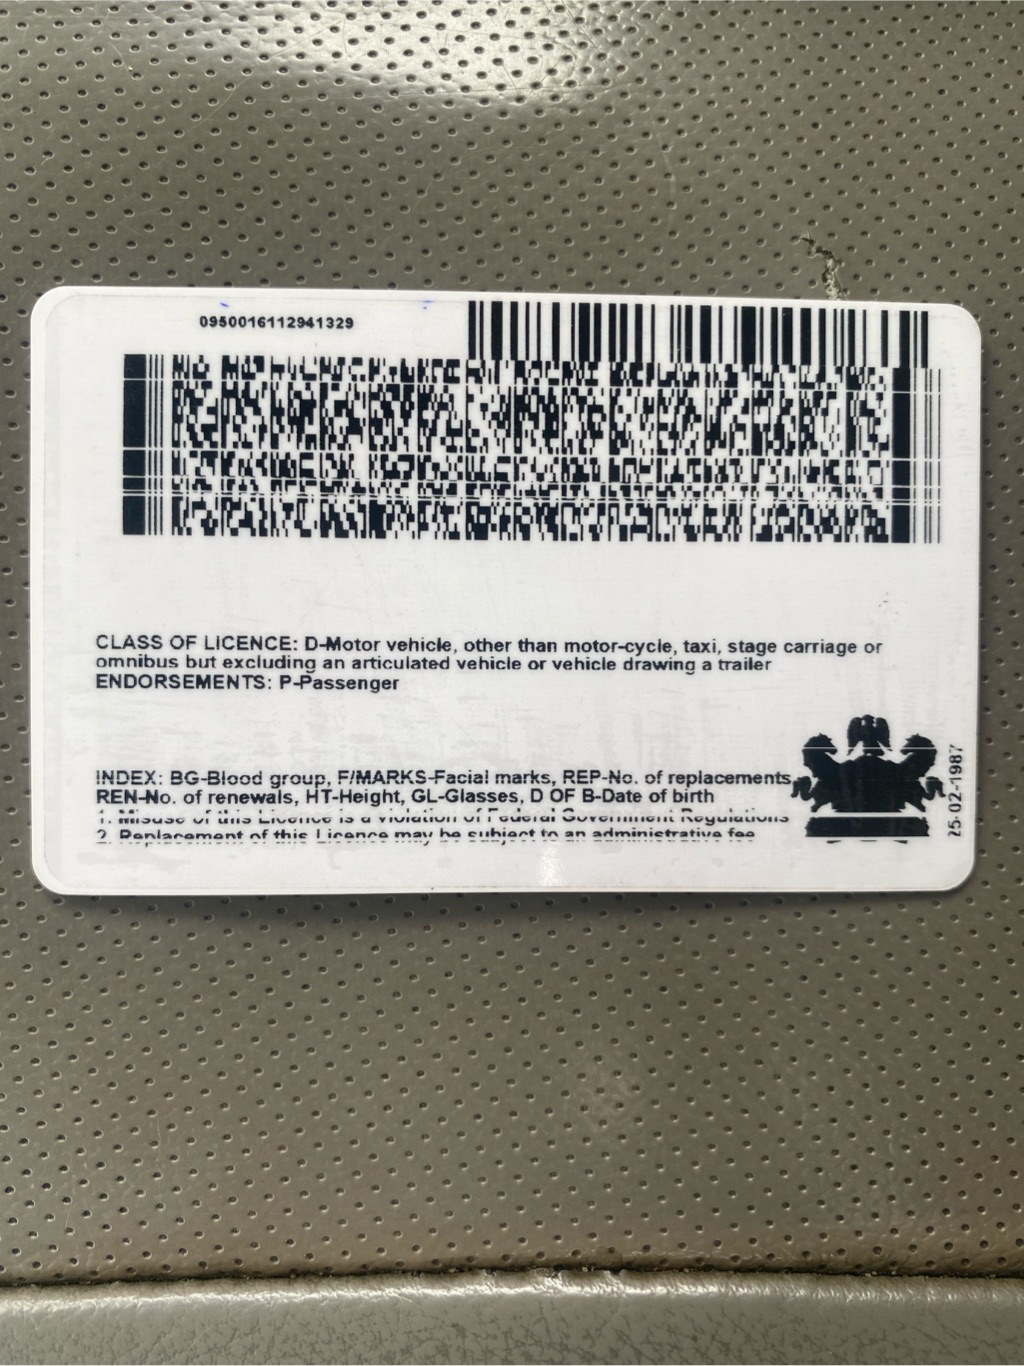 0950016112941329
CLASS OF LICENCE: D-Motor vehicle, other than motor-cycle, taxi, stage carriage or
omnibus but excluding an articulated vehicle or vehicle drawing a trailer
ENDORSEMENTS: P-Passenger
INDEX: BG-Blood group, F/MARKS-Facial marks, REP-No. of replacements,
REN-No. of renewals, HT-Height, GL-Glasses, D OF B-Date of birth
1. Misuse of this Licence is a violation of Federal Government Regulations
2. Replacement of this Licence may be subject to an administrative fee
25-02-1987